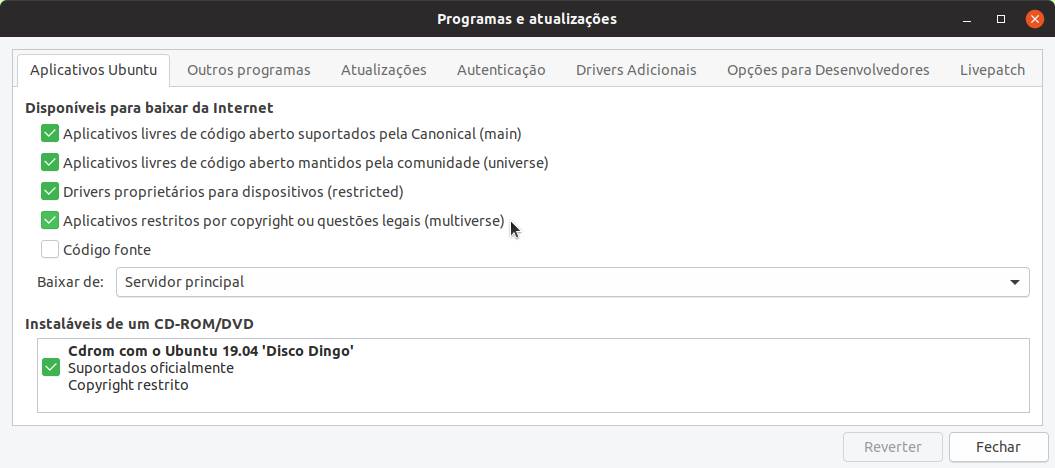 Programas e atualizações
Aplicativos Ubuntu Outros programas Atualizações Autenticação Drivers Adicionais Opções para Desenvolvedores Livepatch
Disponíveis para baixar da Internet
Aplicativos livres de código aberto suportados pela Canonical (main)
Aplicativos livres de código aberto mantidos pela comunidade (universe)
Drivers proprietários para dispositivos (restricted)
Aplicativos restritos por copyright ou questões legais (multiverse)
Código fonte
Baixar de: Servidor principal
Instaláveis de um CD-ROM/DVD
Cdrom com o Ubuntu 19.04 'Disco Dingo'
Suportados oficialmente
Copyright restrito
Reverter Fechar